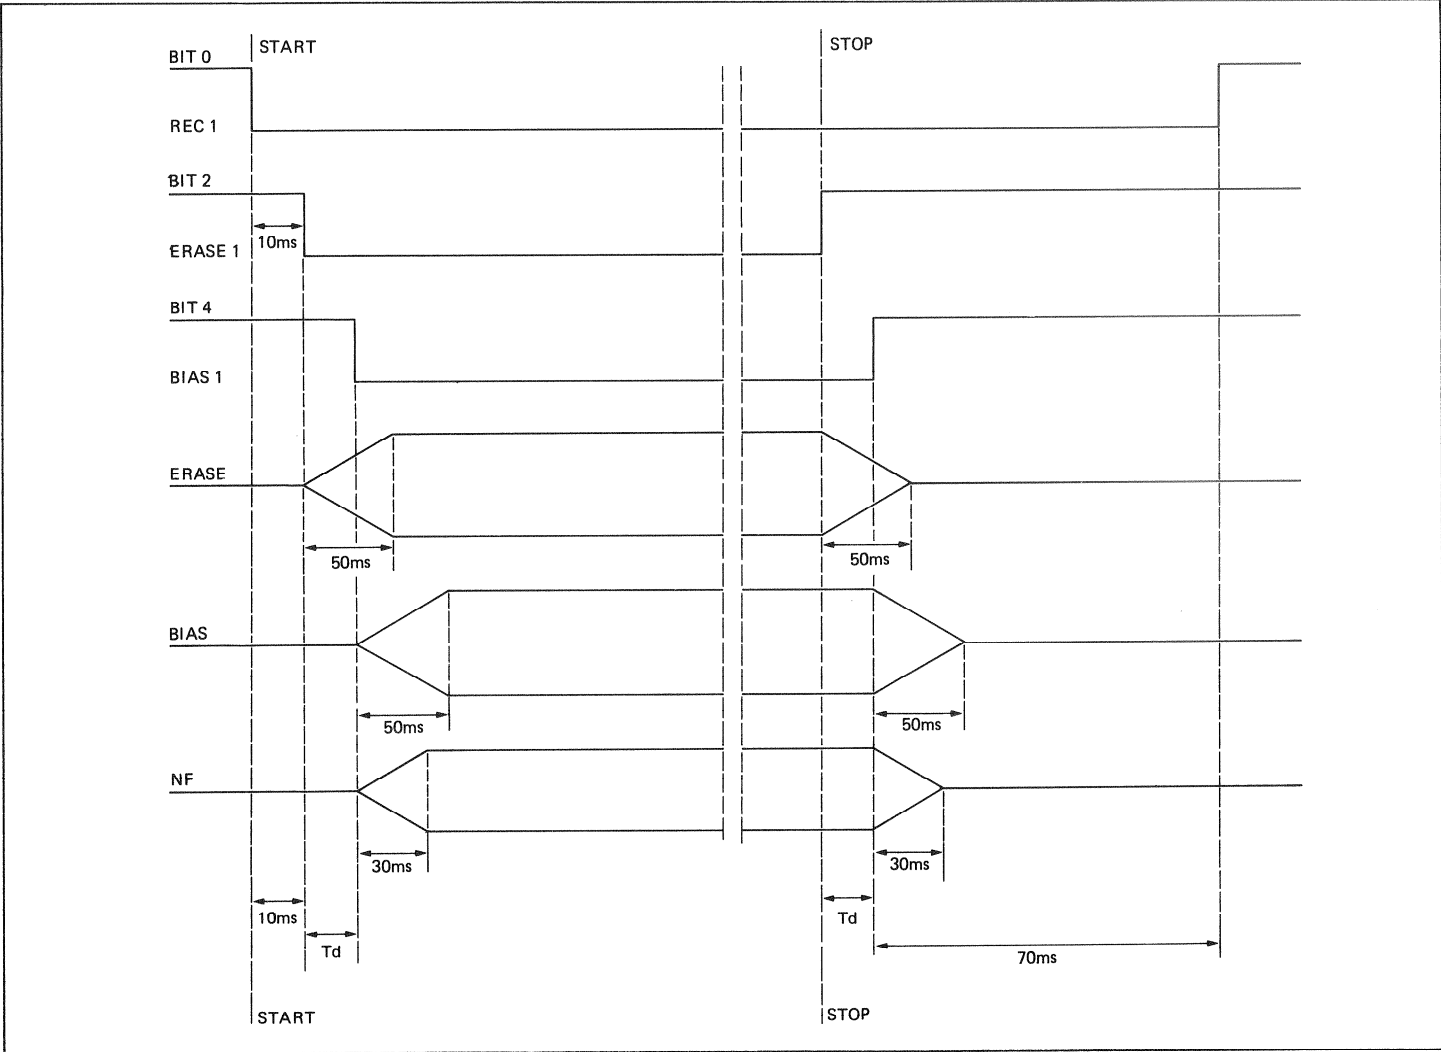 START
STOP
BIT 0
REC 1
BIT 2
10ms
ERASE 1
BIT 4
BIAS 1
ERASE
50ms
50ms
BIAS
50ms
50ms
NF
30ms
30ms
10ms
Td
Td
70ms
START
STOP